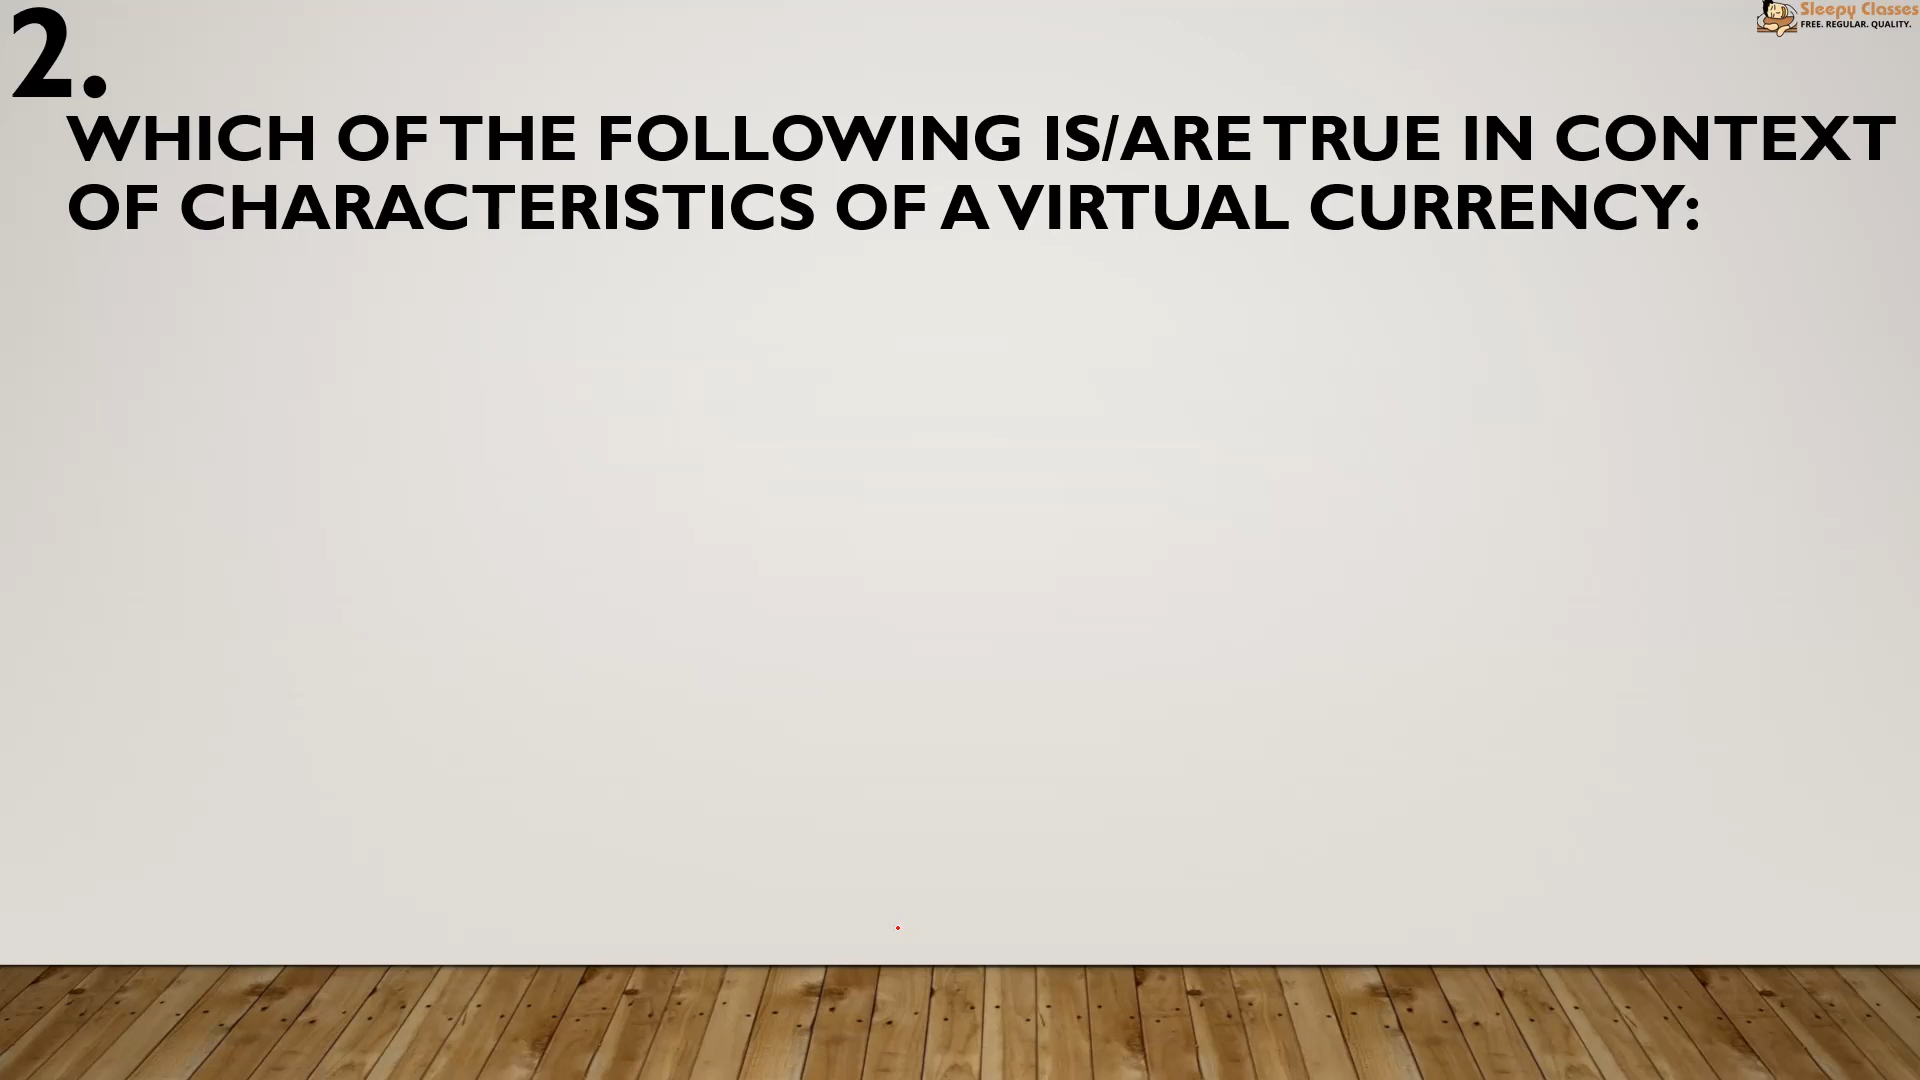 2.
Sleepy Classes
FREE. REGULAR. QUALITY.
WHICH OF THE FOLLOWING IS/ARE TRUE IN CONTEXT
OF CHARACTERISTICS OF A VIRTUAL CURRENCY: